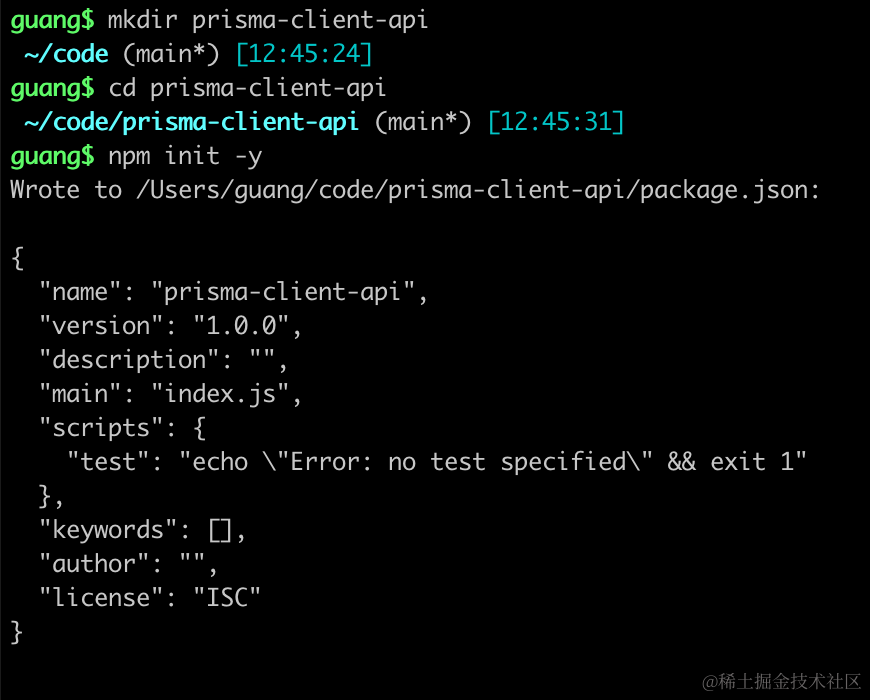 guang$ mkdir prisma-client-api
~/code (main*) [12:45:24]
guang$ cd prisma-client-api
~/code/prisma-client-api (main*) [12:45:31]
guang$ npm init -y
Wrote to /Users/guang/code/prisma-client-api/package.json:
{
  "name": "prisma-client-api",
  "version": "1.0.0",
  "description": "",
  "main": "index.js",
  "scripts": {
    "test": "echo \"Error: no test specified\" && exit 1"
  },
  "keywords": [],
  "author": "",
  "license": "ISC"
}
@稀土掘金技术社区